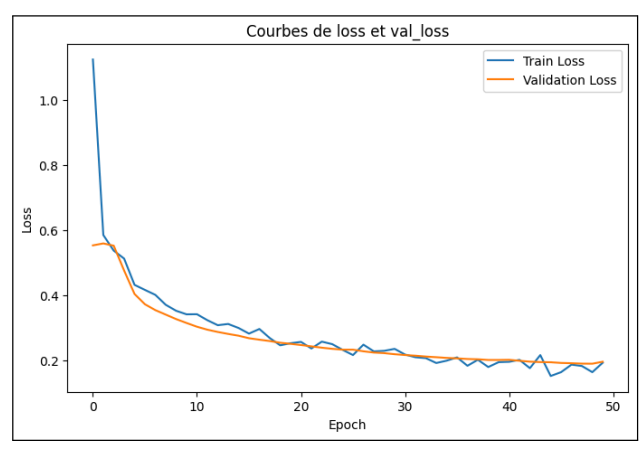 Courbes de loss et val_loss
Train Loss
Validation Loss
Loss
1.0
0.8
0.6
0.4
0.2
0 10 20 30 40 50
Epoch